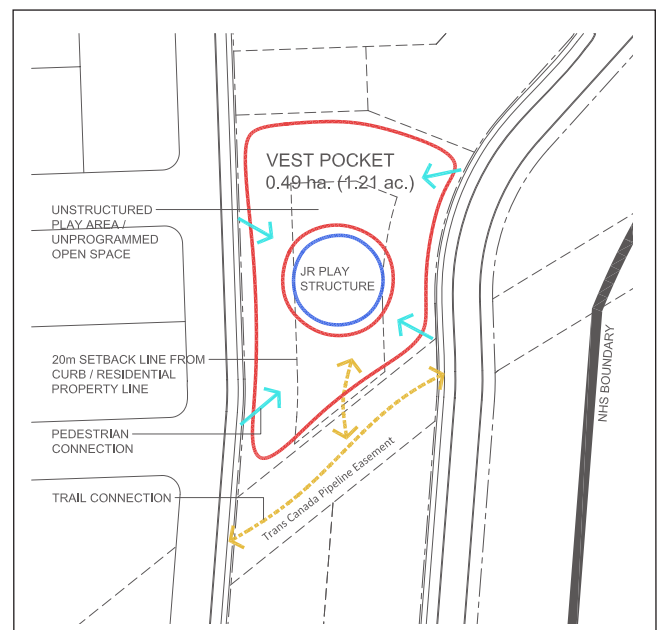 VEST POCKET
0.49 ha. (1.21 ac.)
UNSTRUCTURED
PLAY AREA /
UNPROGRAMMED
OPEN SPACE
JR PLAY
STRUCTURE
20m SETBACK LINE FROM
CURB / RESIDENTIAL
PROPERTY LINE
PEDESTRIAN
CONNECTION
TRAIL CONNECTION
Trans Canada Pipeline Easement
NHS BOUNDARY